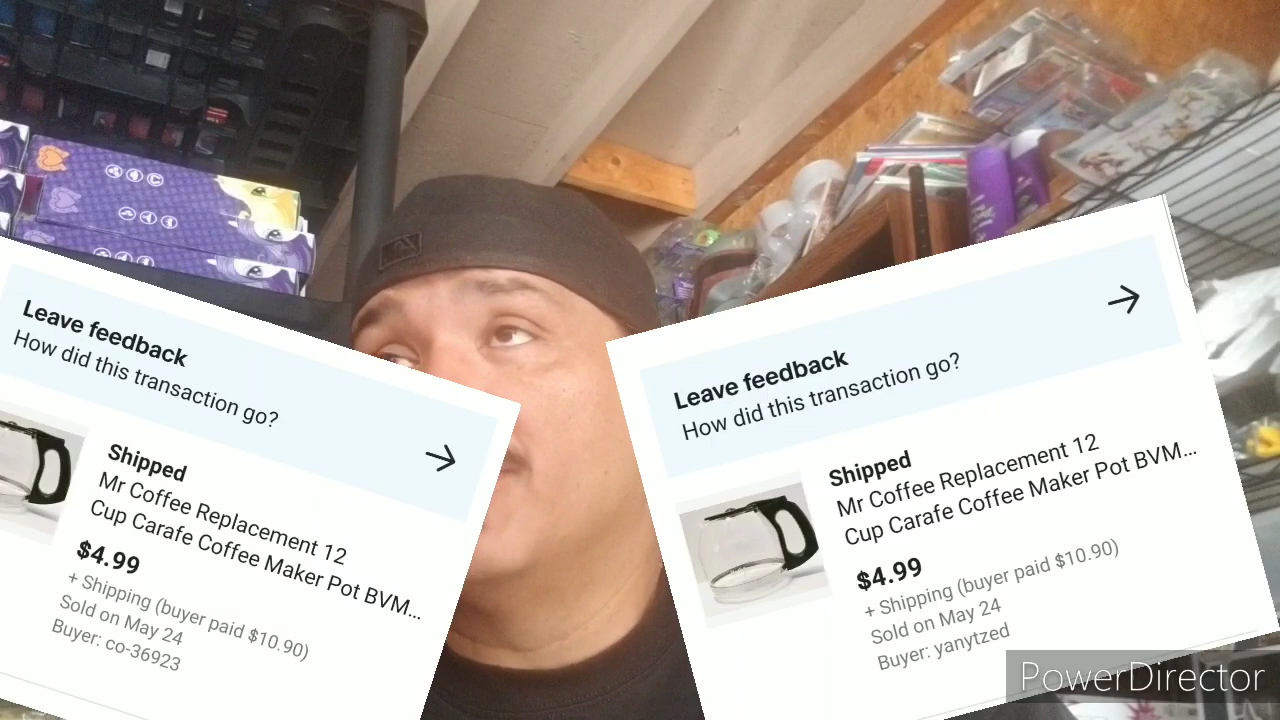 Leave feedback
How did this transaction go?
Shipped
Mr Coffee Replacement 12
Cup Carafe Coffee Maker Pot BVM...
$4.99
+ Shipping (buyer paid $10.90)
Sold on May 24
Buyer: co-36923
Leave feedback
How did this transaction go?
Shipped
Mr Coffee Replacement 12
Cup Carafe Coffee Maker Pot BVM...
$4.99
+ Shipping (buyer paid $10.90)
Sold on May 24
Buyer: yanytzed
PowerDirector